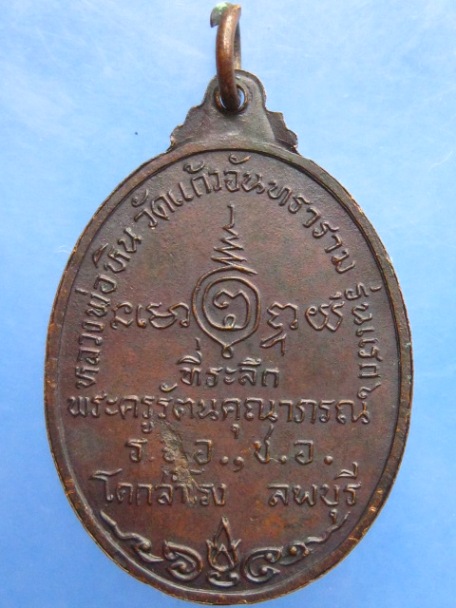 หลวงพ่อหิน วัดแก้วจันทราราม รุ่นแรก
ที่ระลึก
พระครูรัตนคุณาภรณ์
โคกสำโรง ลพบุรี